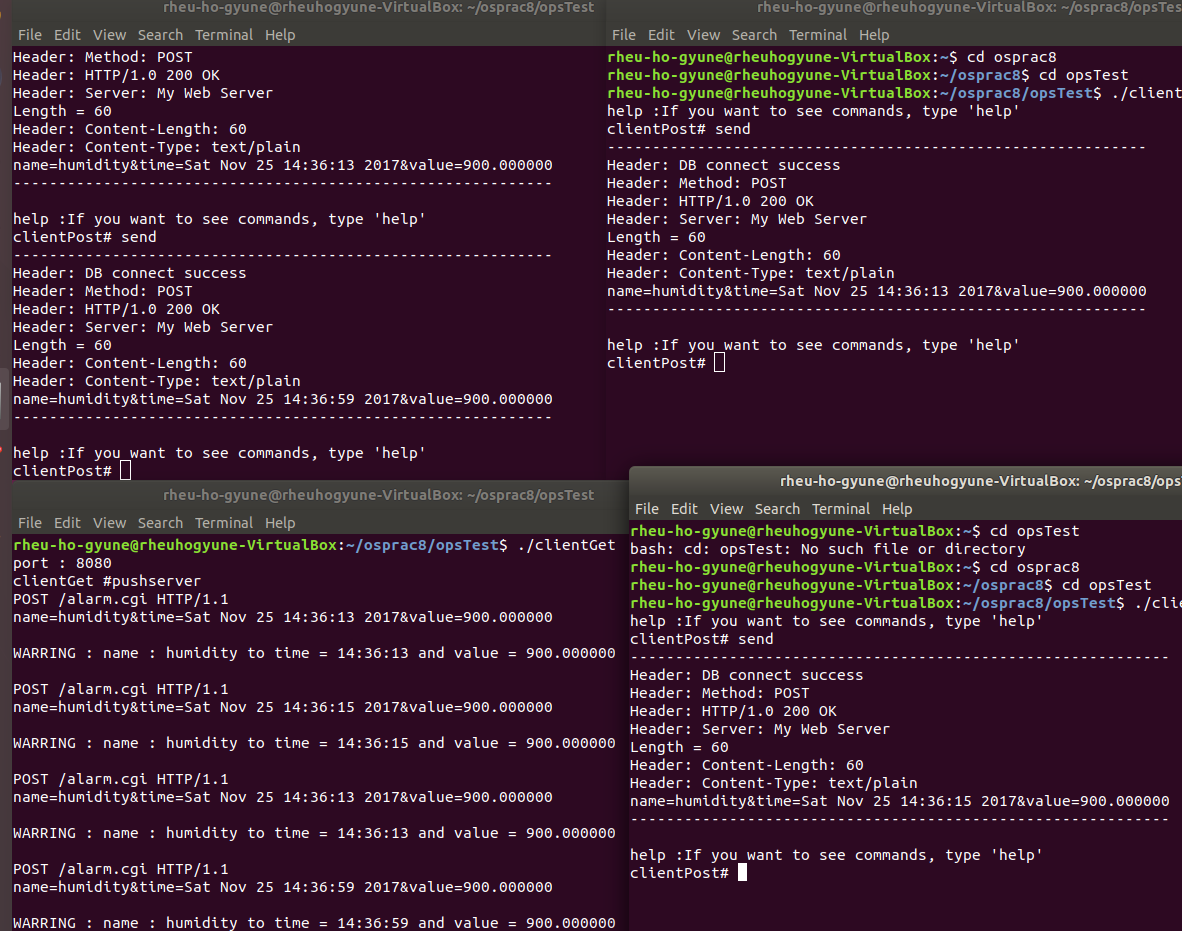 rheu-ho-gyune@rheuhogyune-VirtualBox: ~/osprac8/opsTest
File Edit View Search Terminal Help
Header: Method: POST
Header: HTTP/1.0 200 OK
Header: Server: My Web Server
Length = 60
Header: Content-Length: 60
Header: Content-Type: text/plain
name=humidity&time=Sat Nov 25 14:36:13 2017&value=900.000000
------------------------------------------------------------
help :If you want to see commands, type 'help'
clientPost# send
------------------------------------------------------------
Header: DB connect success
Header: Method: POST
Header: HTTP/1.0 200 OK
Header: Server: My Web Server
Length = 60
Header: Content-Length: 60
Header: Content-Type: text/plain
name=humidity&time=Sat Nov 25 14:36:59 2017&value=900.000000
------------------------------------------------------------
help :If you want to see commands, type 'help'
clientPost#
rheu-ho-gyune@rheuhogyune-VirtualBox: ~/osprac8/opsTes
File Edit View Search Terminal Help
rheu-ho-gyune@rheuhogyune-VirtualBox:~$ cd osprac8
rheu-ho-gyune@rheuhogyune-VirtualBox:~/osprac8$ cd opsTest
rheu-ho-gyune@rheuhogyune-VirtualBox:~/osprac8/opsTest$ ./client
help :If you want to see commands, type 'help'
clientPost# send
------------------------------------------------------------
Header: DB connect success
Header: Method: POST
Header: HTTP/1.0 200 OK
Header: Server: My Web Server
Length = 60
Header: Content-Length: 60
Header: Content-Type: text/plain
name=humidity&time=Sat Nov 25 14:36:13 2017&value=900.000000
------------------------------------------------------------
help :If you want to see commands, type 'help'
clientPost#
rheu-ho-gyune@rheuhogyune-VirtualBox: ~/osprac8/opsTest
File Edit View Search Terminal Help
rheu-ho-gyune@rheuhogyune-VirtualBox:~/osprac8/opsTest$ ./clientGet
port : 8080
clientGet #pushserver
POST /alarm.cgi HTTP/1.1
name=humidity&time=Sat Nov 25 14:36:13 2017&value=900.000000
WARRING : name : humidity to time = 14:36:13 and value = 900.000000
POST /alarm.cgi HTTP/1.1
name=humidity&time=Sat Nov 25 14:36:15 2017&value=900.000000
WARRING : name : humidity to time = 14:36:15 and value = 900.000000
POST /alarm.cgi HTTP/1.1
name=humidity&time=Sat Nov 25 14:36:13 2017&value=900.000000
WARRING : name : humidity to time = 14:36:13 and value = 900.000000
POST /alarm.cgi HTTP/1.1
name=humidity&time=Sat Nov 25 14:36:59 2017&value=900.000000
WARRING : name : humidity to time = 14:36:59 and value = 900.000000
rheu-ho-gyune@rheuhogyune-VirtualBox: ~/osprac8/ops
File Edit View Search Terminal Help
rheu-ho-gyune@rheuhogyune-VirtualBox:~$ cd opsTest
bash: cd: opsTest: No such file or directory
rheu-ho-gyune@rheuhogyune-VirtualBox:~$ cd osprac8
rheu-ho-gyune@rheuhogyune-VirtualBox:~/osprac8$ cd opsTest
rheu-ho-gyune@rheuhogyune-VirtualBox:~/osprac8/opsTest$ ./clie
help :If you want to see commands, type 'help'
clientPost# send
------------------------------------------------------------
Header: DB connect success
Header: Method: POST
Header: HTTP/1.0 200 OK
Header: Server: My Web Server
Length = 60
Header: Content-Length: 60
Header: Content-Type: text/plain
name=humidity&time=Sat Nov 25 14:36:15 2017&value=900.000000
------------------------------------------------------------
help :If you want to see commands, type 'help'
clientPost#